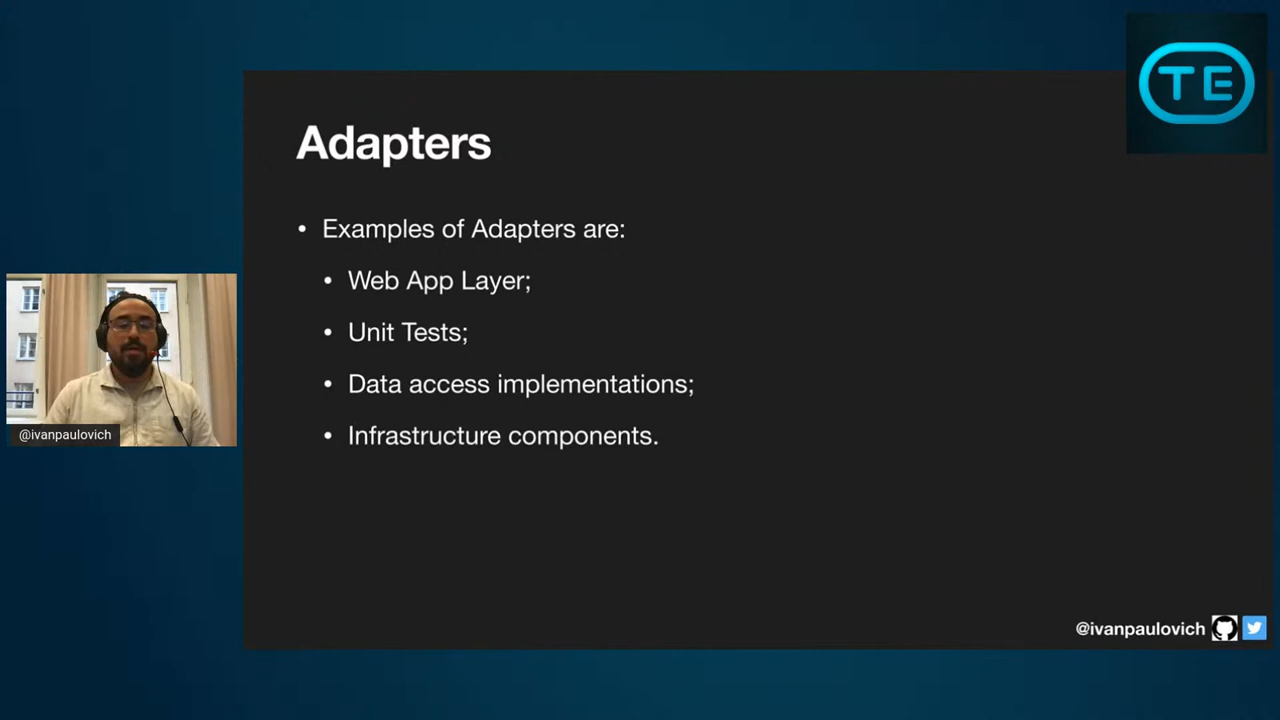 TE
Adapters
• Examples of Adapters are:
• Web App Layer;
• Unit Tests;
• Data access implementations;
• Infrastructure components.
@ivanpaulovich
@ivanpaulovich